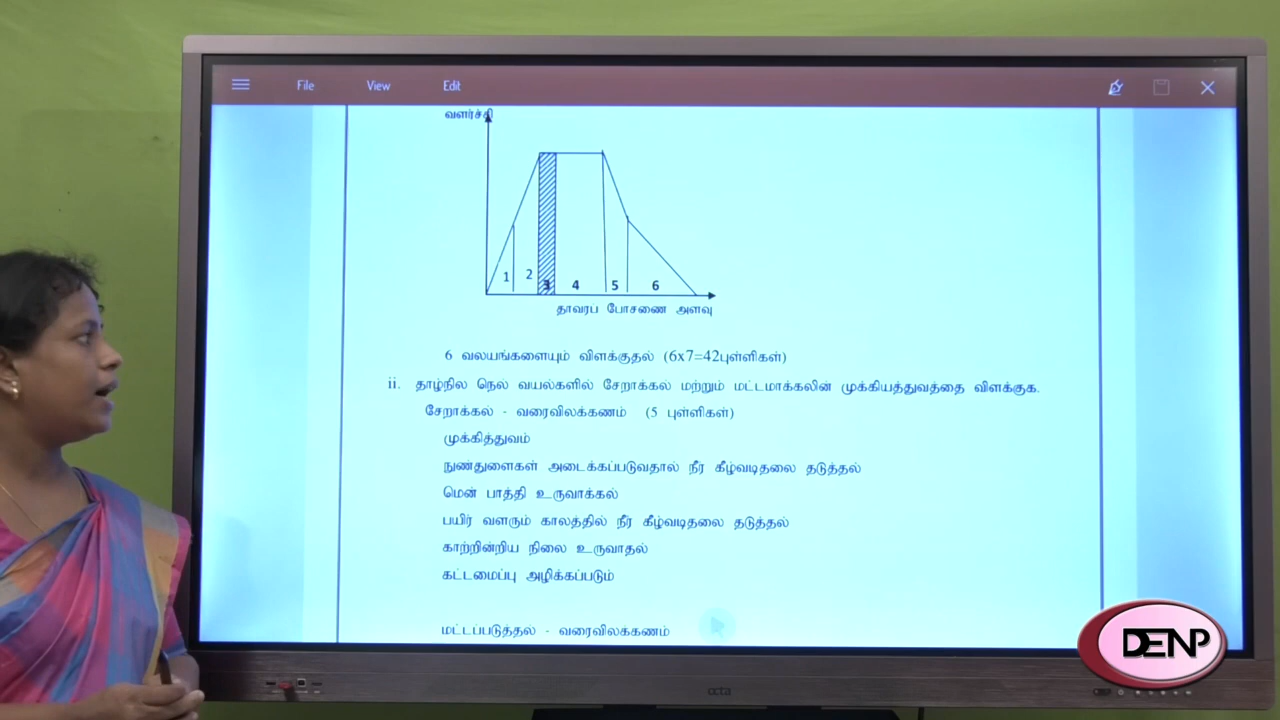 File View Edit
வளர்ச்சி
1 2 3 4 5 6
தாவரப் போசணை அளவு
6 வலயங்களையும் விளக்குதல் (6x7=42புள்ளிகள்)
ii. தாழ்நில நெல் வயல்களில் சேறாக்கல் மற்றும் மட்டமாக்கலின் முக்கியத்துவத்தை விளக்குக.
சேறாக்கல் - வரைவிலக்கணம் (5 புள்ளிகள்)
முக்கித்துவம்
நுண்துளைகள் அடைக்கப்படுவதால் நீர் கீழ்வடிதலை தடுத்தல்
மென் பாத்தி உருவாக்கல்
பயிர் வளரும் காலத்தில் நீர் கீழ்வடிதலை தடுத்தல்
காற்றின்றிய நிலை உருவாதல்
கட்டமைப்பு அழிக்கப்படும்
மட்டப்படுத்தல் - வரைவிலக்கணம்
DENP
octa